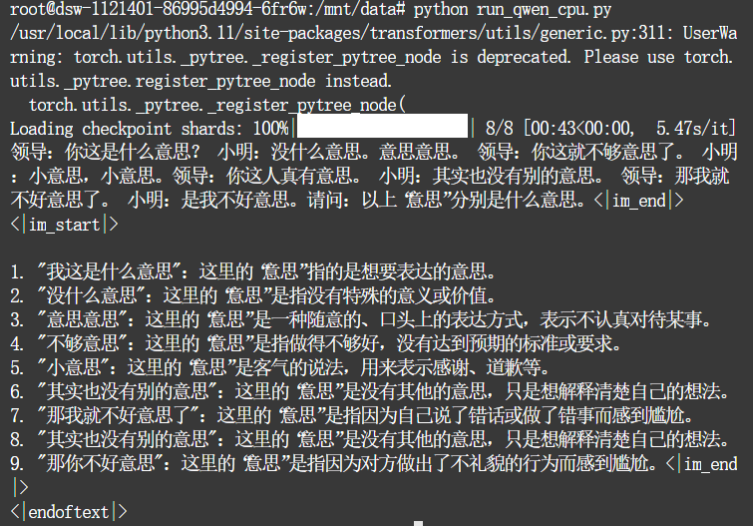 root@dsw-1121401-86995d4994-6fr6w:/mnt/data# python run_qwen_cpu.py
/usr/local/lib/python3.11/site-packages/transformers/utils/generic.py:311: UserWa
rning: torch.utils._pytree._register_pytree_node is deprecated. Please use torch.
utils._pytree.register_pytree_node instead.
  torch.utils._pytree._register_pytree_node(
Loading checkpoint shards: 100%|██████████| 8/8 [00:43<00:00,  5.47s/it]
领导：你这是什么意思？ 小明：没什么意思。意思意思。 领导：你这就不够意思了。 小明
：小意思，小意思。领导：你这人真有意思。 小明：其实也没有别的意思。 领导：那我就
不好意思了。 小明：是我不好意思。请问：以上“意思”分别是什么意思。<|im_end|>
<|im_start|>

1. "我这是什么意思"：这里的“意思”指的是想要表达的意思。
2. "没什么意思"：这里的“意思”是指没有特殊的意义或价值。
3. "意思意思"：这里的“意思”是一种随意的、口头上的表达方式，表示不认真对待某事。
4. "不够意思"：这里的“意思”是指做得不够好，没有达到预期的标准或要求。
5. "小意思"：这里的“意思”是客气的说法，用来表示感谢、道歉等。
6. "其实也没有别的意思"：这里的“意思”是没有其他的意思，只是想解释清楚自己的想法。
7. "那我就不好意思了"：这里的“意思”是指因为自己说了错话或做了错事而感到尴尬。
8. "其实也没有别的意思"：这里的“意思”是没有其他的意思，只是想解释清楚自己的想法。
9. "那你不好意思"：这里的“意思”是指因为对方做出了不礼貌的行为而感到尴尬。<|im_end
|>
<|endoftext|>